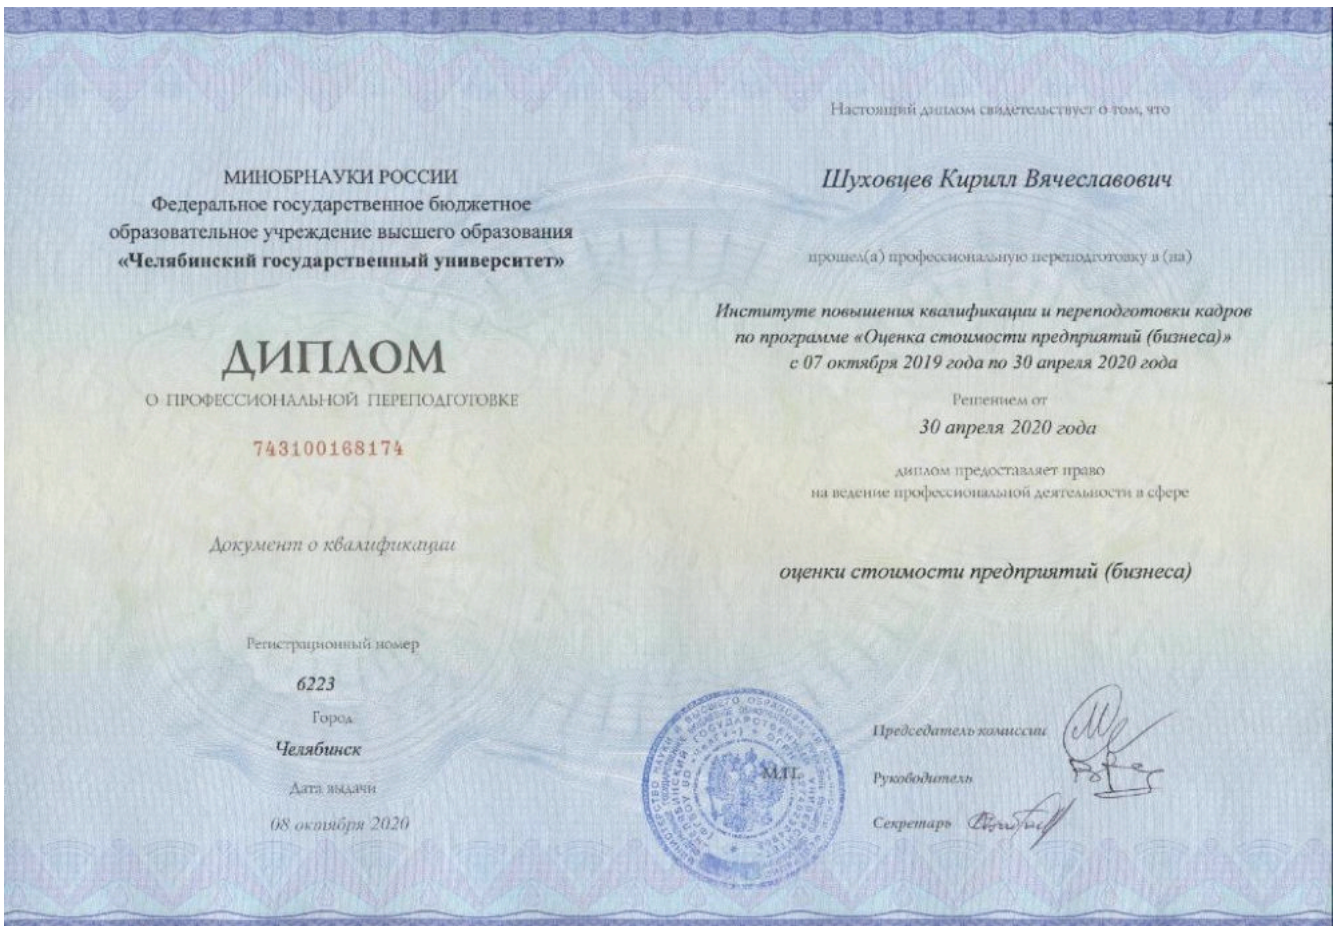 МИНОБРНАУКИ РОССИИ
Федеральное государственное бюджетное
образовательное учреждение высшего образования
«Челябинский государственный университет»
ДИПЛОМ
О ПРОФЕССИОНАЛЬНОЙ ПЕРЕПОДГОТОВКЕ
743100168174
Документ о квалификации
Регистрационный номер
6223
Город
Челябинск
Дата выдачи
08 октября 2020
Настоящий диплом свидетельствует о том, что
Шуховцев Кирилл Вячеславович
прошел(а) профессиональную переподготовку в (на)
Институте повышения квалификации и переподготовки кадров
по программе «Оценка стоимости предприятий (бизнеса)»
с 07 октября 2019 года по 30 апреля 2020 года
Решением от
30 апреля 2020 года
диплом предоставляет право
на ведение профессиональной деятельности в сфере
оценки стоимости предприятий (бизнеса)
М.П.
Председатель комиссии
Руководитель
Секретарь